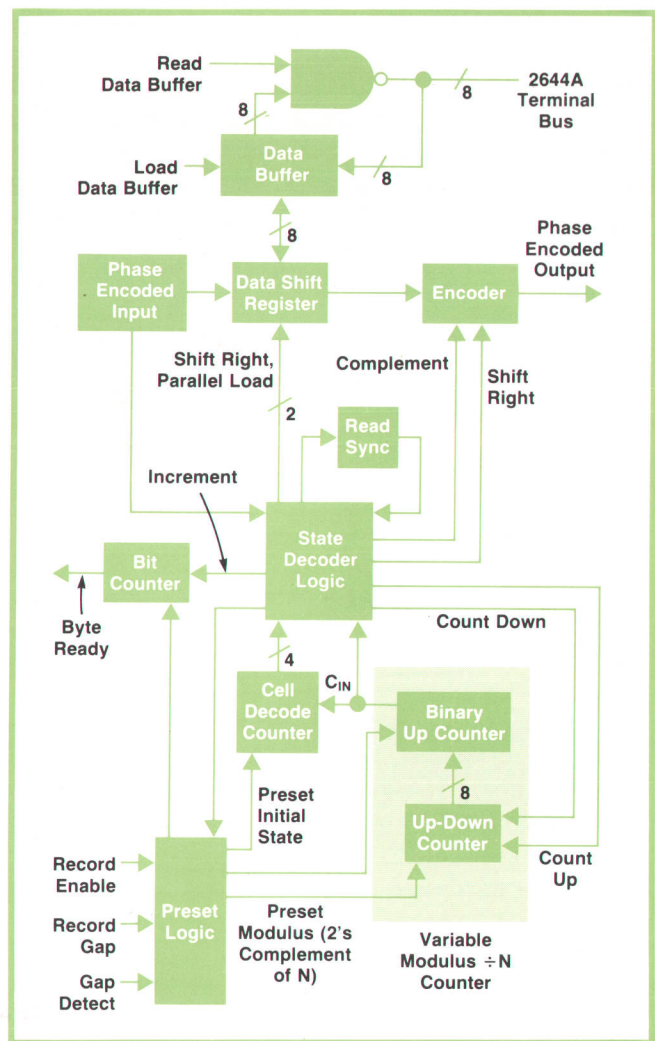 Read
Data Buffer
8
8
2644A
Terminal
Bus
Load
Data Buffer
Data
Buffer
8
8
Phase
Encoded
Input
Data Shift
Register
Encoder
Phase
Encoded
Output
Shift Right,
Parallel Load
2
Complement
Shift
Right
Read
Sync
Increment
State
Decoder
Logic
Bit
Counter
Byte
Ready
Count Down
4
CIN
Cell
Decode
Counter
Binary
Up Counter
8
Preset
Initial
State
Up-Down
Counter
Count
Up
Record
Enable
Record
Gap
Gap
Detect
Preset
Logic
Preset
Modulus (2's
Complement
of N)
Variable
Modulus ÷N
Counter